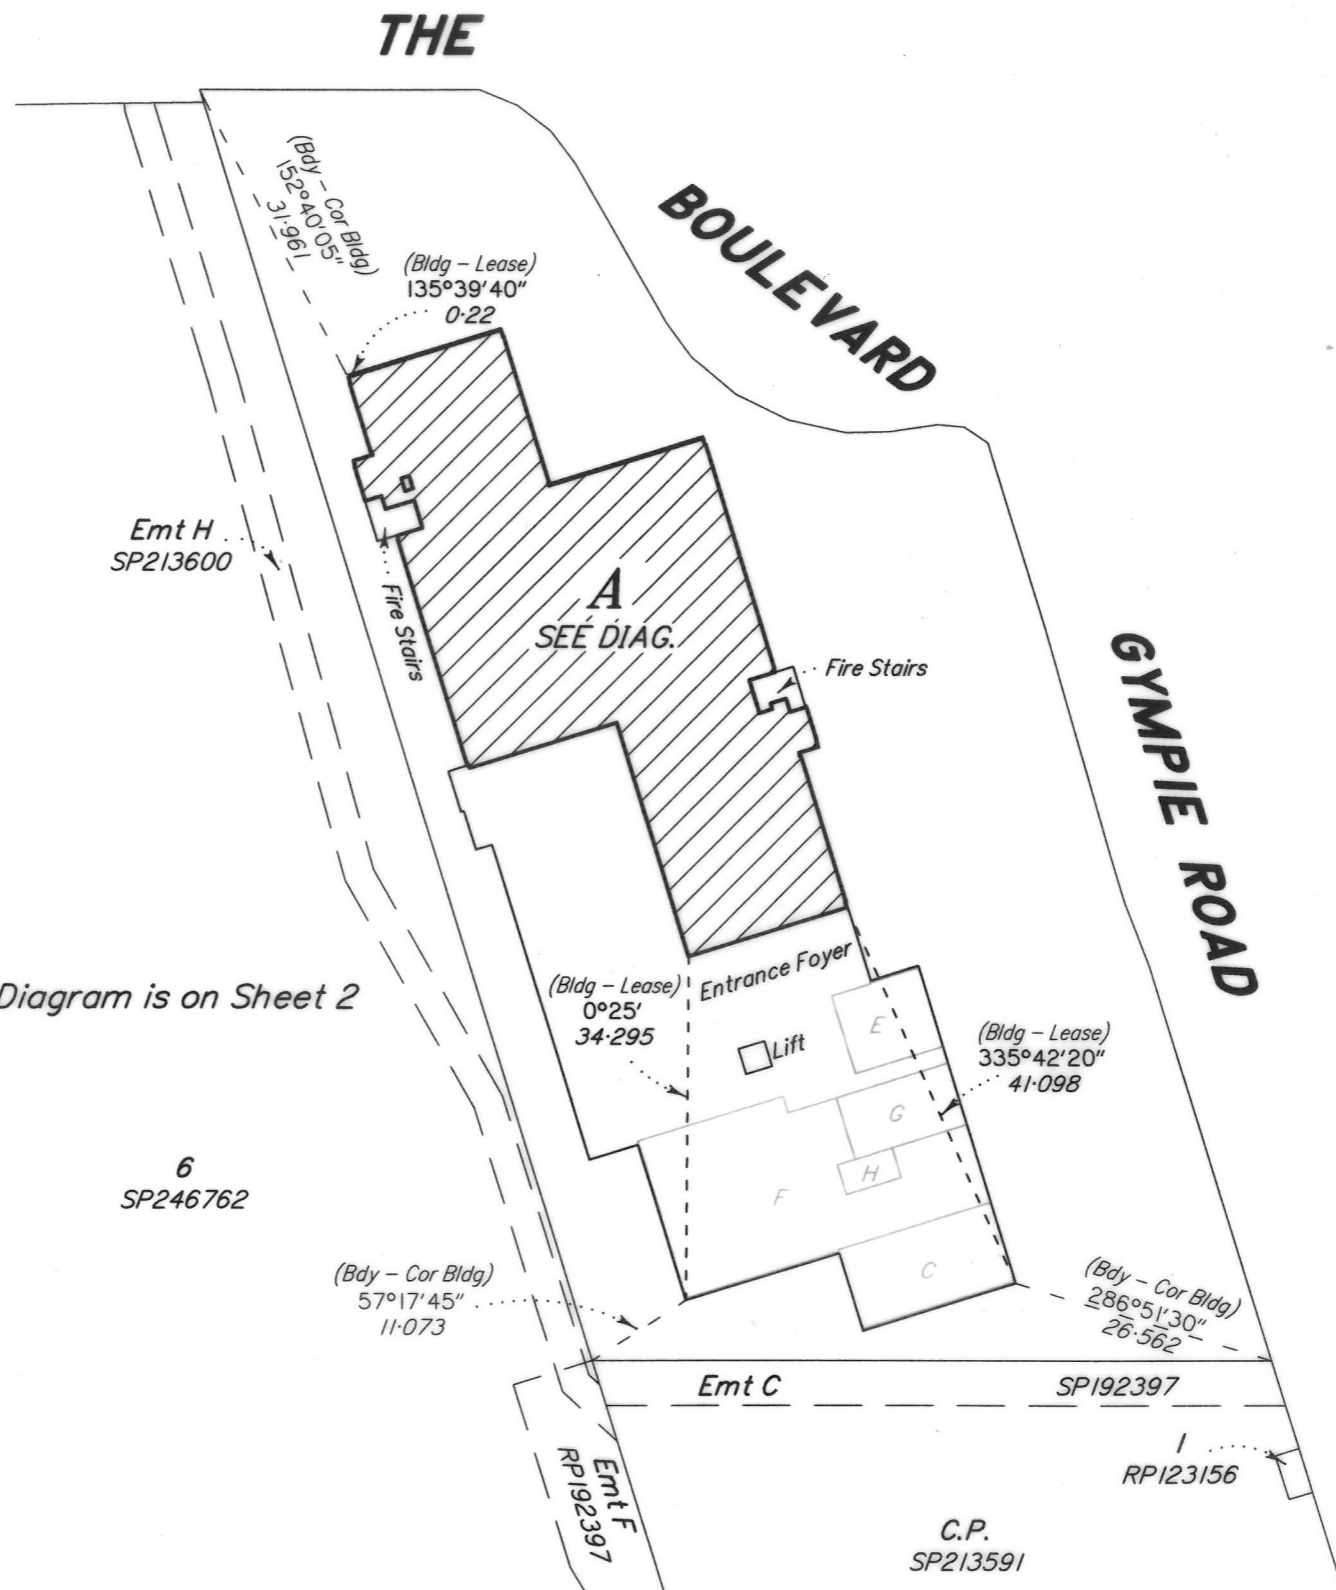 THE
BOULEVARD
(Bdy – Cor Bldg)
152°40'05"
31·961
(Bldg – Lease)
135°39'40"
0·22
Emt H
SP213600
Fire Stairs
A
SEE DIAG.
Fire Stairs
GYMPIE ROAD
Diagram is on Sheet 2
(Bldg – Lease)
0°25'
34·295
Entrance Foyer
Lift
E
(Bldg – Lease)
335°42'20"
41·098
G
H
F
C
6
SP246762
(Bdy – Cor Bldg)
57°17'45"
11·073
(Bdy – Cor Bldg)
286°51'30"
26·562
Emt C
SP192397
Emt F
RP192397
1
RP123156
C.P.
SP213591